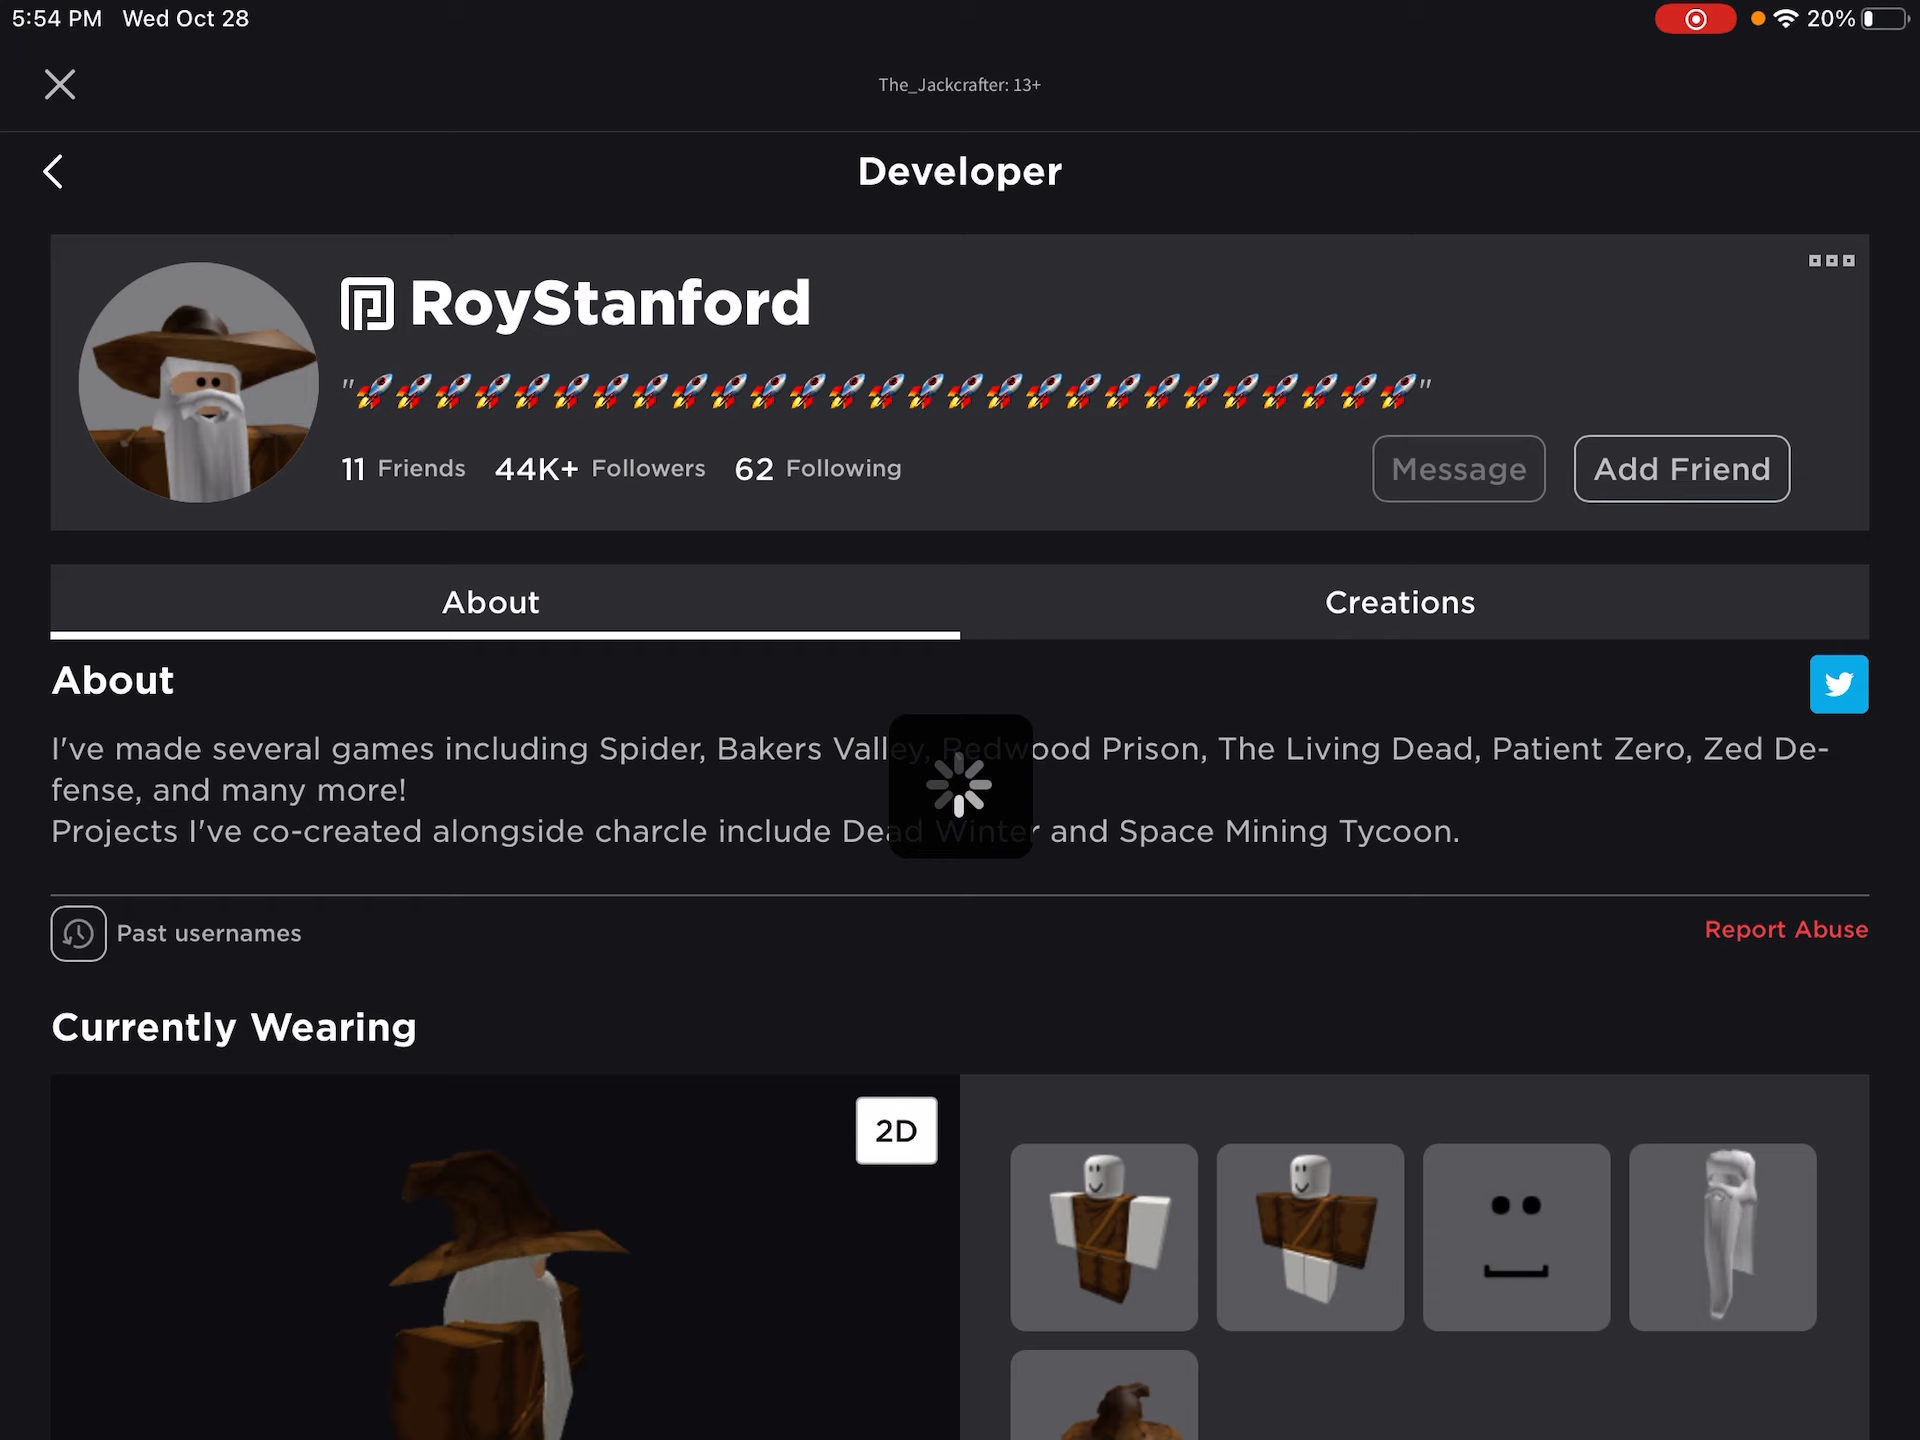 5:54 PM Wed Oct 28
20%
The_Jackcrafter: 13+
Developer
RoyStanford
"🚀🚀🚀🚀🚀🚀🚀🚀🚀🚀🚀🚀🚀🚀🚀🚀🚀🚀🚀🚀🚀🚀🚀🚀🚀🚀🚀"
11 Friends 44K+ Followers 62 Following
Message Add Friend
About Creations
About
I've made several games including Spider, Bakers Valley, Redwood Prison, The Living Dead, Patient Zero, Zed De-
fense, and many more!
Projects I've co-created alongside charcle include Dead Winter and Space Mining Tycoon.
Past usernames
Report Abuse
Currently Wearing
2D